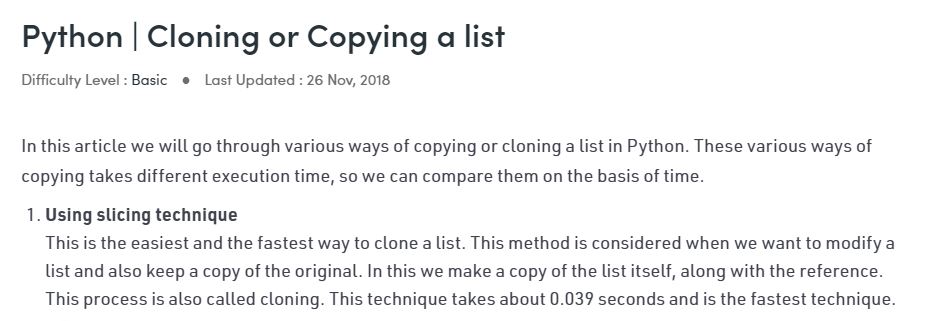 Python | Cloning or Copying a list
Difficulty Level : Basic ● Last Updated : 26 Nov, 2018
In this article we will go through various ways of copying or cloning a list in Python. These various ways of
copying takes different execution time, so we can compare them on the basis of time.
1. Using slicing technique
This is the easiest and the fastest way to clone a list. This method is considered when we want to modify a
list and also keep a copy of the original. In this we make a copy of the list itself, along with the reference.
This process is also called cloning. This technique takes about 0.039 seconds and is the fastest technique.